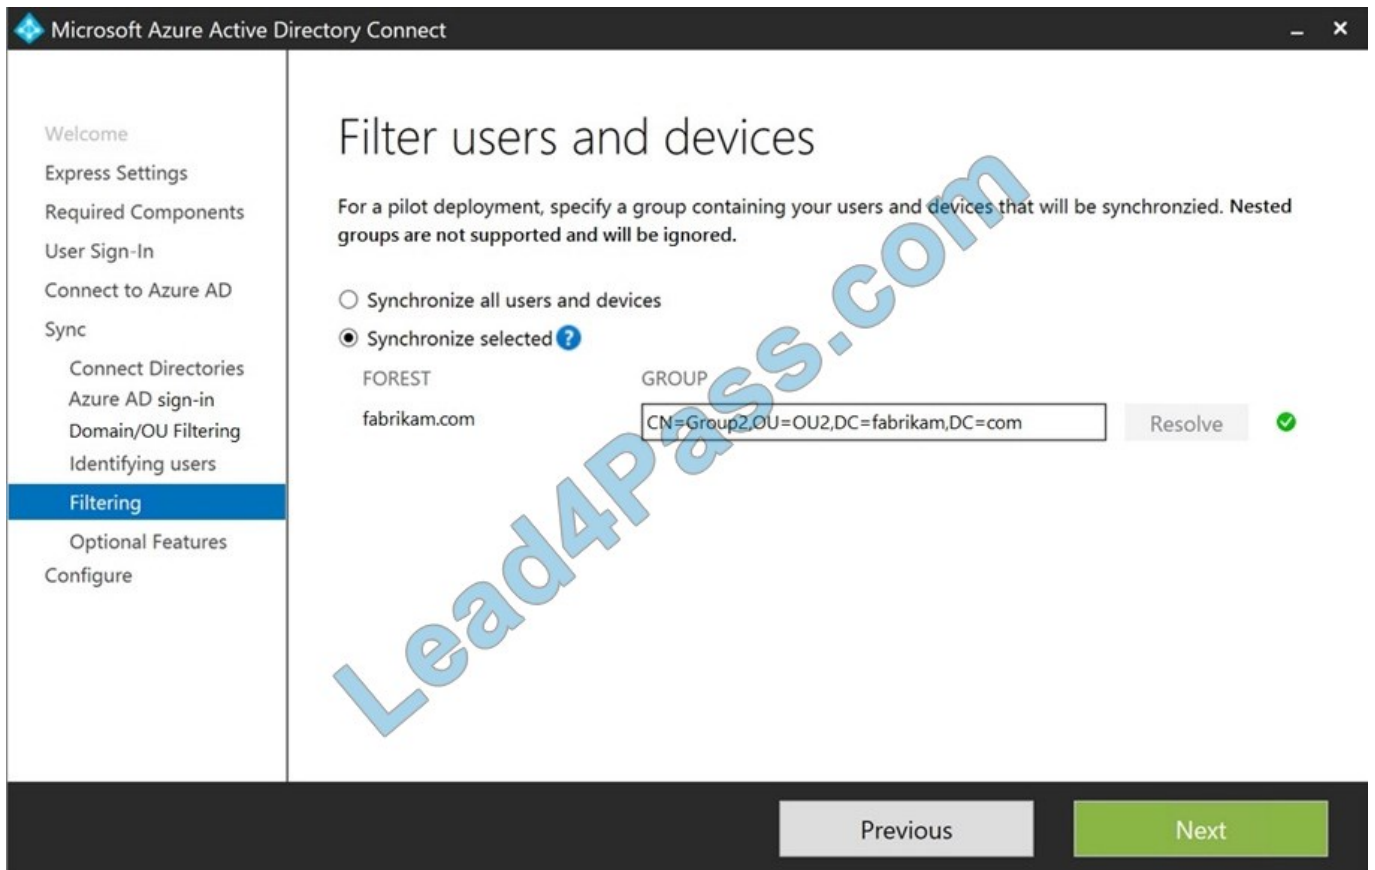 Microsoft Azure Active Directory Connect
Welcome
Express Settings
Required Components
User Sign-In
Connect to Azure AD
Sync
Connect Directories
Azure AD sign-in
Domain/OU Filtering
Identifying users
Filtering
Optional Features
Configure
Filter users and devices
For a pilot deployment, specify a group containing your users and devices that will be synchronzied. Nested
groups are not supported and will be ignored.
Synchronize all users and devices
Synchronize selected ?
FOREST GROUP
fabrikam.com CN=Group2,OU=OU2,DC=fabrikam,DC=com Resolve
Lead4Pass.com
Previous Next